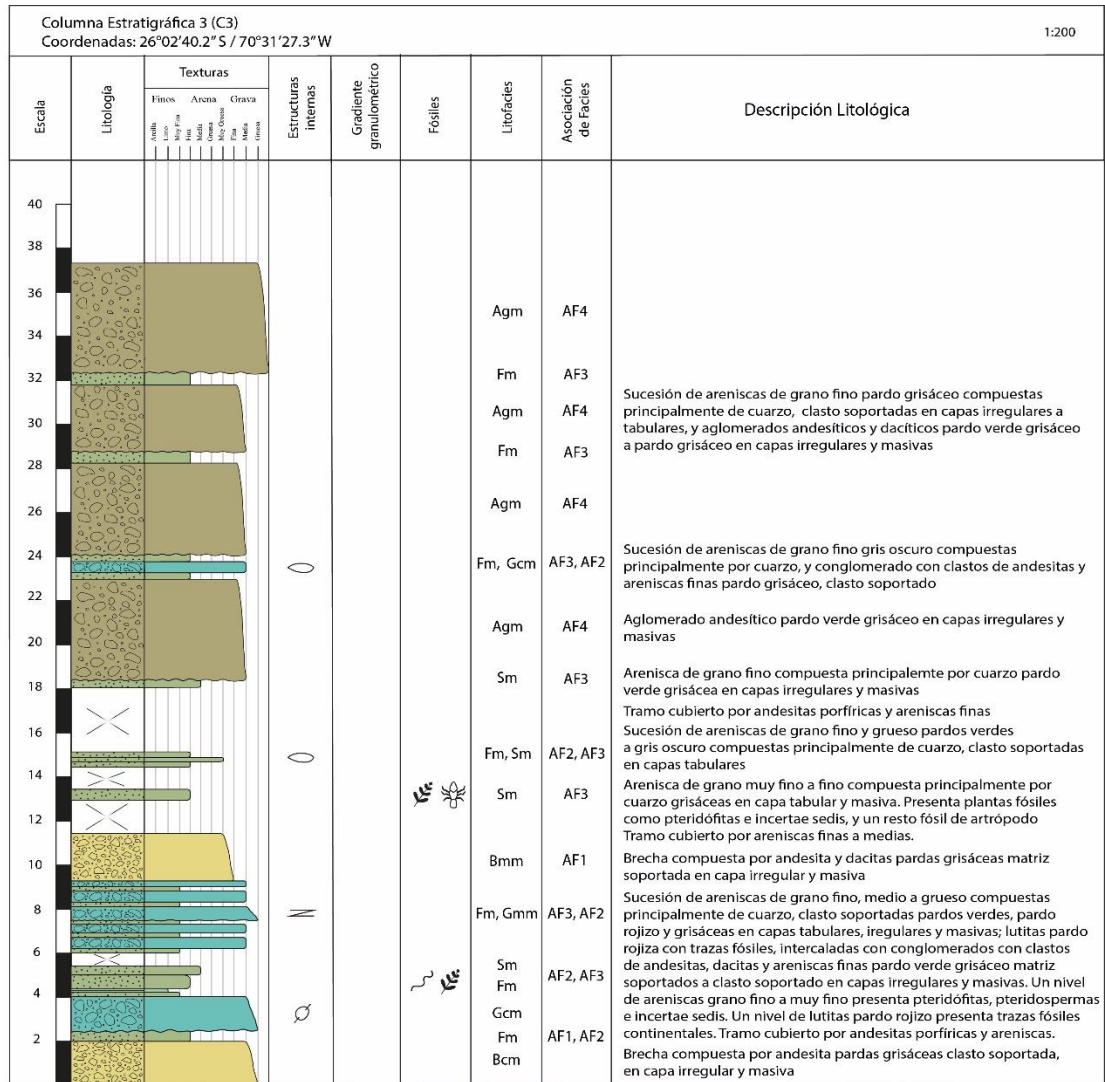 Columna Estratigráfica 3 (C3)
Coordenadas: 26°02'40.2"S / 70°31'27.3"W
1:200
Escala
Litología
Texturas
Finos Arena Grava
Arcilla
Limo
Muy Fina
Fina
Media
Gruesa
Muy Gruesa
Fina
Media
Gruesa
Estructuras
internas
Gradiente
granulométrico
Fósiles
Litofacies
Asociación
de Facies
Descripción Litológica
40
38
36
Agm AF4
34
32
Fm AF3
Sucesión de areniscas de grano fino pardo grisáceo compuestas
principalmente de cuarzo, clasto soportadas en capas irregulares a
tabulares, y aglomerados andesíticos y dacíticos pardo verde grisáceo
a pardo grisáceo en capas irregulares y masivas
30
Agm AF4
28
Fm AF3
26
Agm AF4
24
Fm, Gcm AF3, AF2
Sucesión de areniscas de grano fino gris oscuro compuestas
principalmente por cuarzo, y conglomerado con clastos de andesitas y
areniscas finas pardo grisáceo, clasto soportado
22
20
Agm AF4
Aglomerado andesítico pardo verde grisáceo en capas irregulares y
masivas
18
Sm AF3
Arenisca de grano fino compuesta principalemte por cuarzo pardo
verde grisácea en capas irregulares y masivas
Tramo cubierto por andesitas porfíricas y areniscas finas
16
Fm, Sm AF2, AF3
Sucesión de areniscas de grano fino y grueso pardos verdes
a gris oscuro compuestas principalmente de cuarzo, clasto soportadas
en capas tabulares
14
Sm AF3
Arenisca de grano muy fino a fino compuesta principalmente por
cuarzo grisáceas en capa tabular y masiva. Presenta plantas fósiles
como pteridófitas e incertae sedis, y un resto fósil de artrópodo
Tramo cubierto por areniscas finas a medias.
12
10
Bmm AF1
Brecha compuesta por andesita y dacitas pardas grisáceas matriz
soportada en capa irregular y masiva
8
Fm, Gmm AF3, AF2
Sucesión de areniscas de grano fino, medio a grueso compuestas
principalmente de cuarzo, clasto soportadas pardos verdes, pardo
rojizo y grisáceas en capas tabulares, iregulares y masivas; lutitas pardo
rojiza con trazas fósiles, intercaladas con conglomerados con clastos
de andesitas, dacitas y areniscas finas pardo verde grisáceo matriz
soportados a clasto soportado en capas irregulares y masivas. Un nivel
de areniscas grano fino a muy fino presenta pteridófitas, pteridospermas
e incertae sedis. Un nivel de lutitas pardo rojizo presenta trazas fósiles
continentales. Tramo cubierto por andesitas porfíricas y areniscas.
6
Sm
Fm
AF2, AF3
4
Gcm
2
Fm
AF1, AF2
Bcm
Brecha compuesta por andesita pardas grisáceas clasto soportada,
en capa irregular y masiva